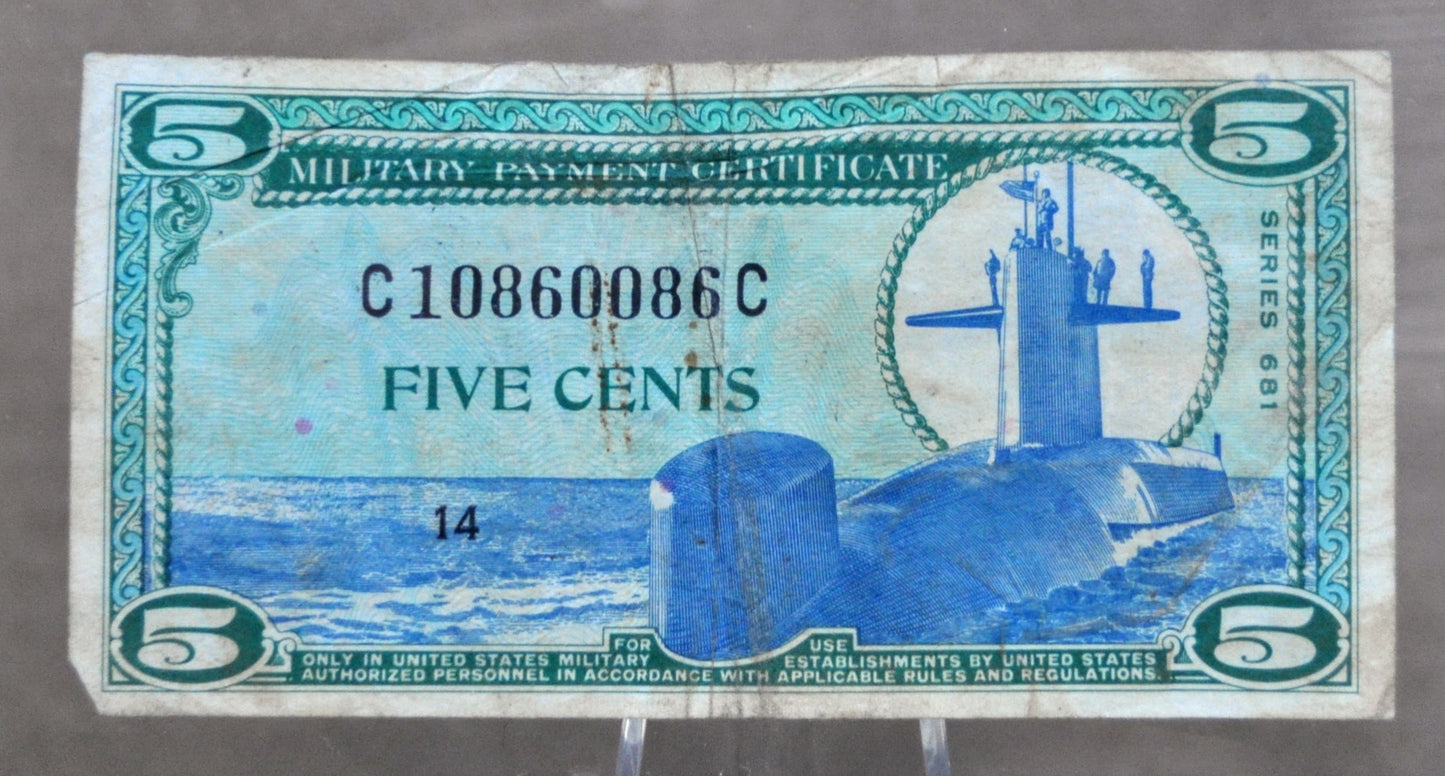 5 5
MILITARY PAYMENT CERTIFICATE
SERIES 681
C10860086C
FIVE CENTS
14
5 5
FOR USE
ONLY IN UNITED STATES MILITARY ESTABLISHMENTS BY UNITED STATES
AUTHORIZED PERSONNEL IN ACCORDANCE WITH APPLICABLE RULES AND REGULATIONS.